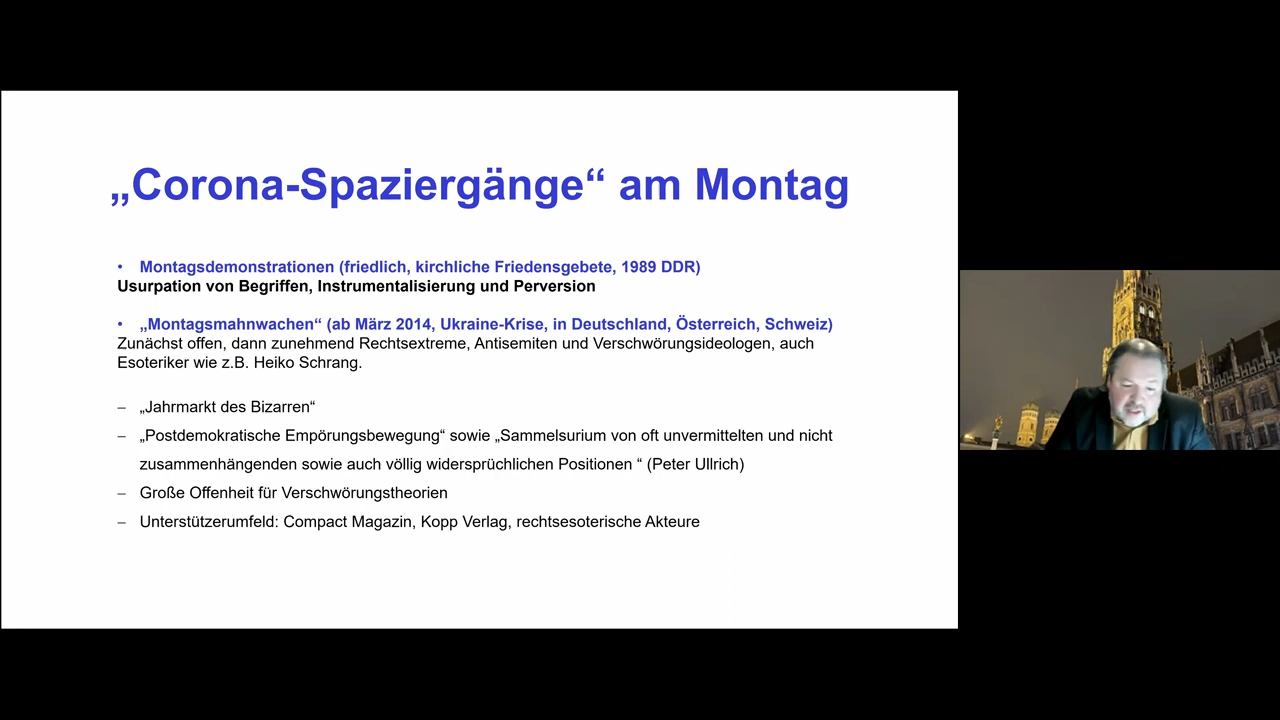 „Corona-Spaziergänge“ am Montag
• Montagsdemonstrationen (friedlich, kirchliche Friedensgebete, 1989 DDR)
Usurpation von Begriffen, Instrumentalisierung und Perversion
• „Montagsmahnwachen“ (ab März 2014, Ukraine-Krise, in Deutschland, Österreich, Schweiz)
Zunächst offen, dann zunehmend Rechtsextreme, Antisemiten und Verschwörungsideologen, auch
Esoteriker wie z.B. Heiko Schrang.
– „Jahrmarkt des Bizarren“
– „Postdemokratische Empörungsbewegung“ sowie „Sammelsurium von oft unvermittelten und nicht
zusammenhängenden sowie auch völlig widersprüchlichen Positionen “ (Peter Ullrich)
– Große Offenheit für Verschwörungstheorien
– Unterstützerumfeld: Compact Magazin, Kopp Verlag, rechtsesoterische Akteure